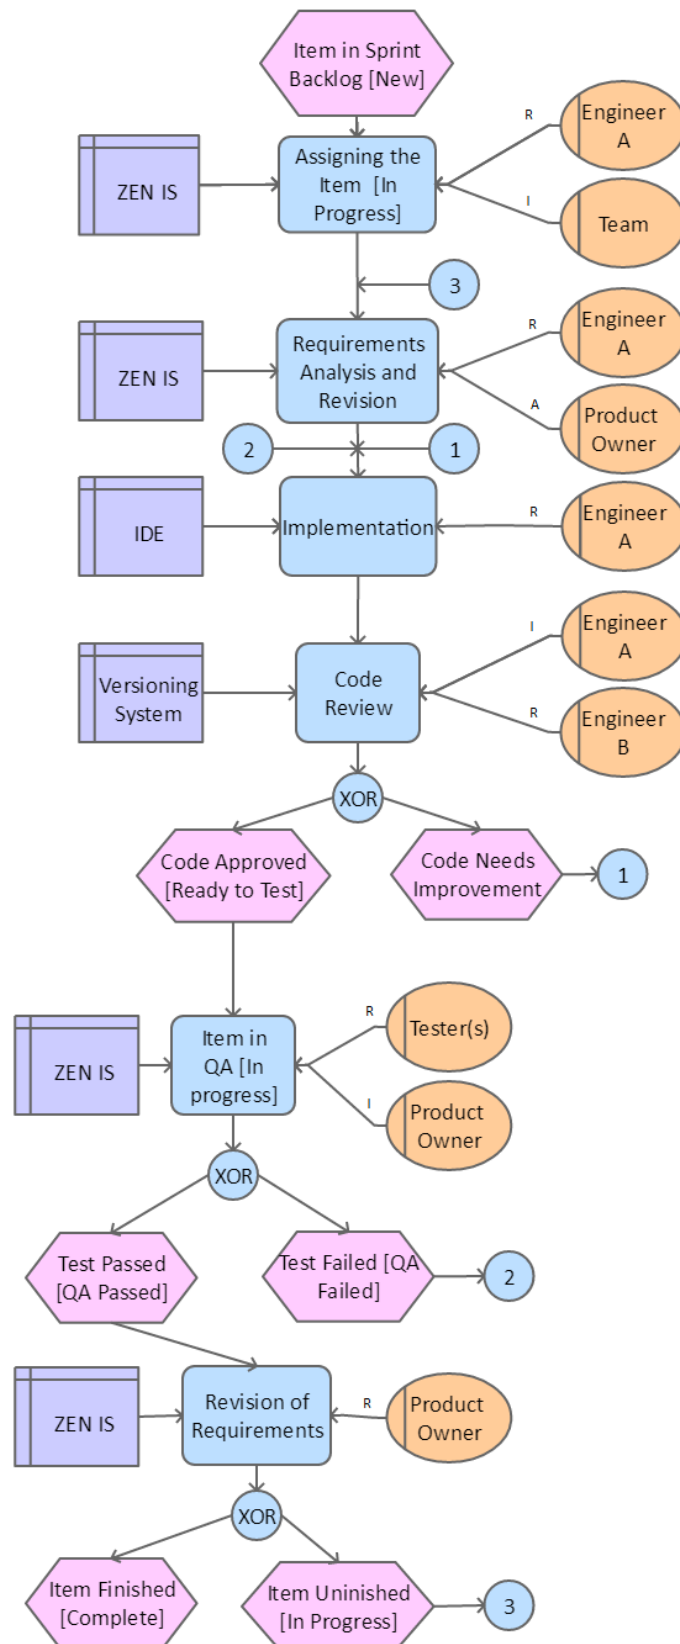 Item in Sprint
Backlog [New]
ZEN IS
Assigning the
Item [In
Progress]
R
Engineer
A
I
Team
3
ZEN IS
Requirements
Analysis and
Revision
R
Engineer
A
A
Product
Owner
2
1
IDE
Implementation
R
Engineer
A
Versioning
System
Code
Review
I
Engineer
A
R
Engineer
B
XOR
Code Approved
[Ready to Test]
Code Needs
Improvement
1
ZEN IS
Item in
QA [In
progress]
R
Tester(s)
I
Product
Owner
XOR
Test Passed
[QA Passed]
Test Failed [QA
Failed]
2
ZEN IS
Revision of
Requirements
R
Product
Owner
XOR
Item Finished
[Complete]
Item Uninished
[In Progress]
3